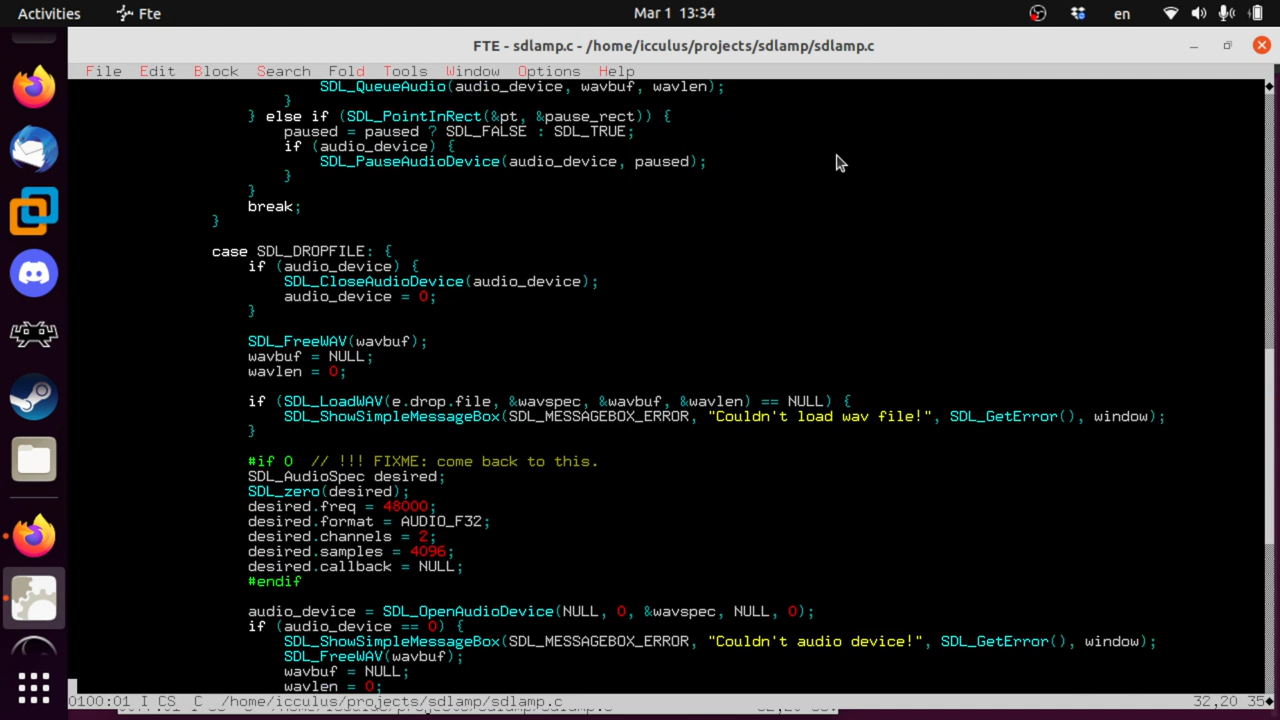 Activities
Fte
Mar 1 13:34
en
FTE - sdlamp.c - /home/icculus/projects/sdlamp/sdlamp.c
File Edit Block Search Fold Tools Window Options Help
SDL_QueueAudio(audio_device, wavbuf, wavlen);
}
} else if (SDL_PointInRect(&pt, &pause_rect)) {
paused = paused ? SDL_FALSE : SDL_TRUE;
if (audio_device) {
SDL_PauseAudioDevice(audio_device, paused);
}
}
break;
}
case SDL_DROPFILE: {
if (audio_device) {
SDL_CloseAudioDevice(audio_device);
audio_device = 0;
}
SDL_FreeWAV(wavbuf);
wavbuf = NULL;
wavlen = 0;
if (SDL_LoadWAV(e.drop.file, &wavspec, &wavbuf, &wavlen) == NULL) {
SDL_ShowSimpleMessageBox(SDL_MESSAGEBOX_ERROR, "Couldn't load wav file!", SDL_GetError(), window);
}
#if 0 // !!! FIXME: come back to this.
SDL_AudioSpec desired;
SDL_zero(desired);
desired.freq = 48000;
desired.format = AUDIO_F32;
desired.channels = 2;
desired.samples = 4096;
desired.callback = NULL;
#endif
audio_device = SDL_OpenAudioDevice(NULL, 0, &wavspec, NULL, 0);
if (audio_device == 0) {
SDL_ShowSimpleMessageBox(SDL_MESSAGEBOX_ERROR, "Couldn't audio device!", SDL_GetError(), window);
SDL_FreeWAV(wavbuf);
wavbuf = NULL;
wavlen = 0;
0100:01 I CS C /home/icculus/projects/sdlamp/sdlamp.c 32,20 35